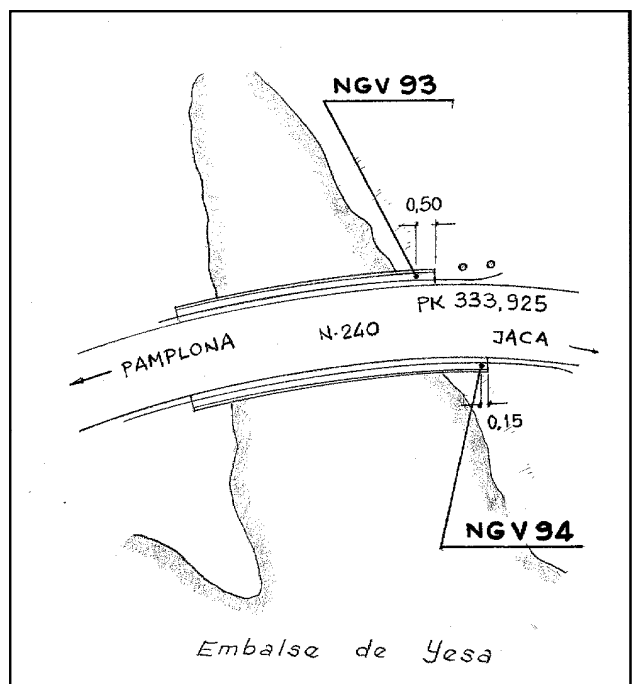 NGV 93
0,50
PK 333,925
N-240
JACA
PAMPLONA
0,15
NGV 94
Embalse de Yesa